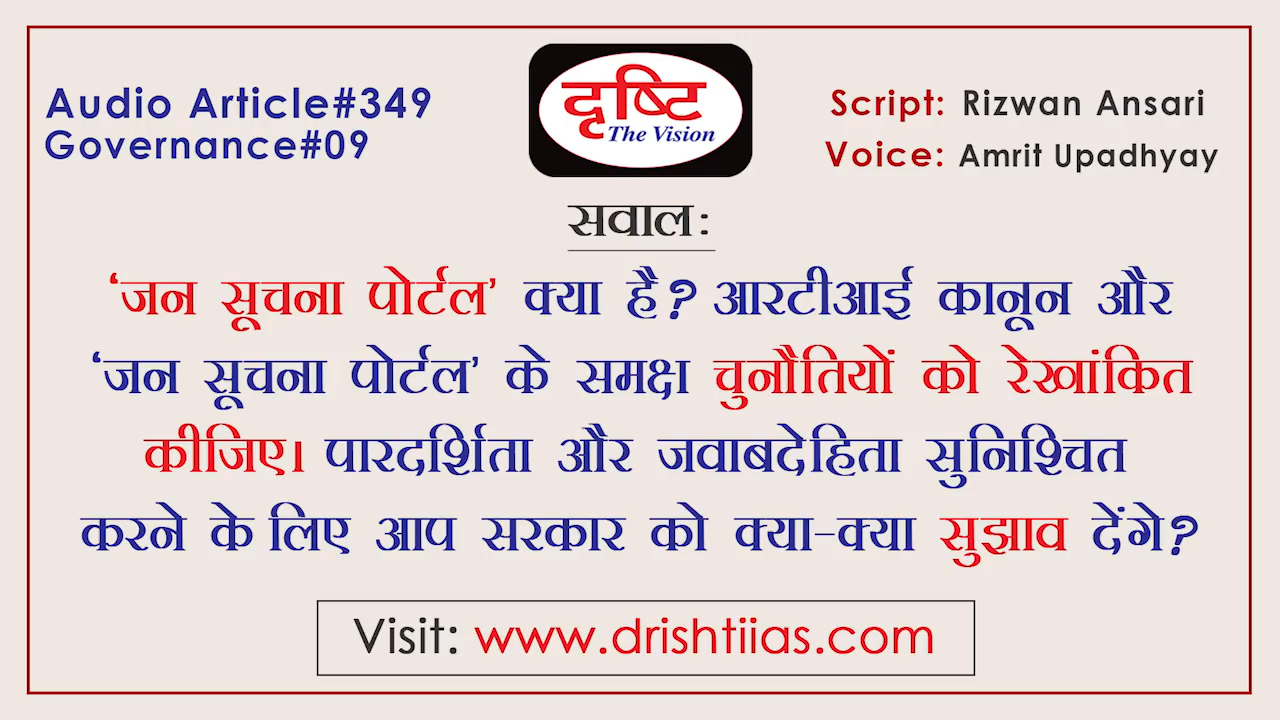 Audio Article#349
Governance#09
दृष्टि
The Vision
Script: Rizwan Ansari
Voice: Amrit Upadhyay
सवाल:
‘जन सूचना पोर्टल’ क्या है? आरटीआई कानून और
‘जन सूचना पोर्टल’ के समक्ष चुनौतियों को रेखांकित
कीजिए। पारदर्शिता और जवाबदेहिता सुनिश्चित
करने के लिए आप सरकार को क्या-क्या सुझाव देंगे?
Visit: www.drishtiias.com